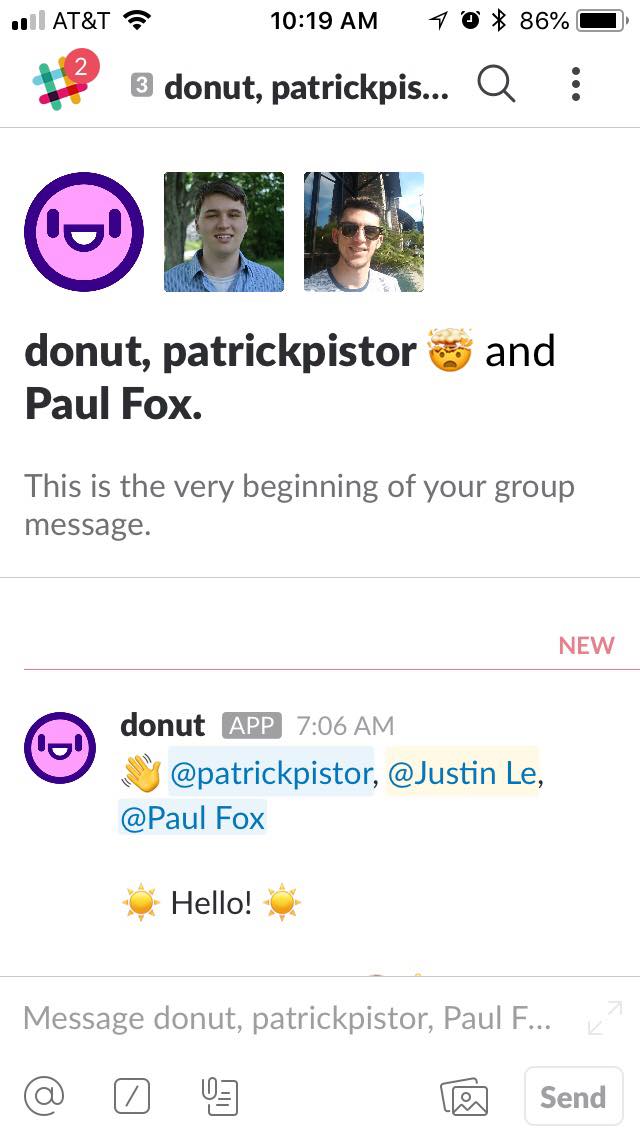 AT&T 10:19 AM 86%
2 3 donut, patrickpis...
donut, patrickpistor 🤯 and
Paul Fox.
This is the very beginning of your group
message.
NEW
donut APP 7:06 AM
👋 @patrickpistor, @Justin Le,
@Paul Fox
☀️ Hello! ☀️
Message donut, patrickpistor, Paul F...
Send